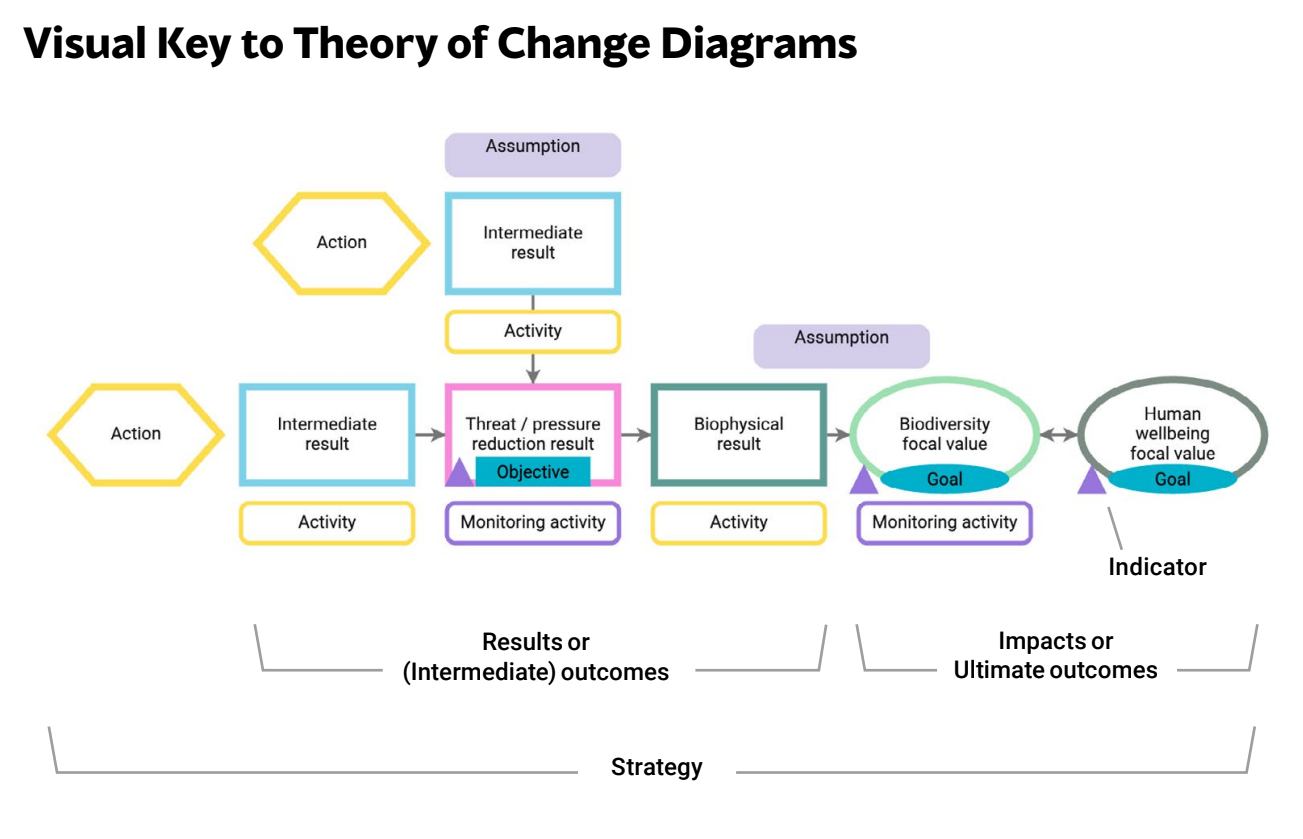 Visual Key to Theory of Change Diagrams
Assumption
Action
Intermediate
result
Activity
Assumption
Action
Intermediate
result
Threat / pressure
reduction result
Objective
Biophysical
result
Biodiversity
focal value
Goal
Human
wellbeing
focal value
Goal
Activity
Monitoring activity
Activity
Monitoring activity
Indicator
Results or
(Intermediate) outcomes
Impacts or
Ultimate outcomes
Strategy